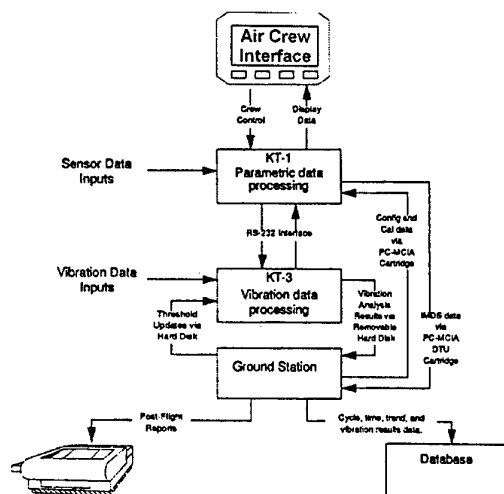 Air Crew
Interface
Crew
Control
Display
Data
KT-1
Parametric data
processing
Sensor Data
Inputs
RS-232 Interface
Config and
Cal data
via
PC-MCIA
Cartridge
KT-3
Vibration data
processing
Vibration Data
Inputs
Threshold
Updates via
Hard Disk
Vibration
Analysis
Results via
Removable
Hard Disk
IMDS data
via
PC-MCIA
DTU
Cartridge
Ground Station
Post-Flight
Reports
Cycle, time, trend, and
vibration results data.
Database